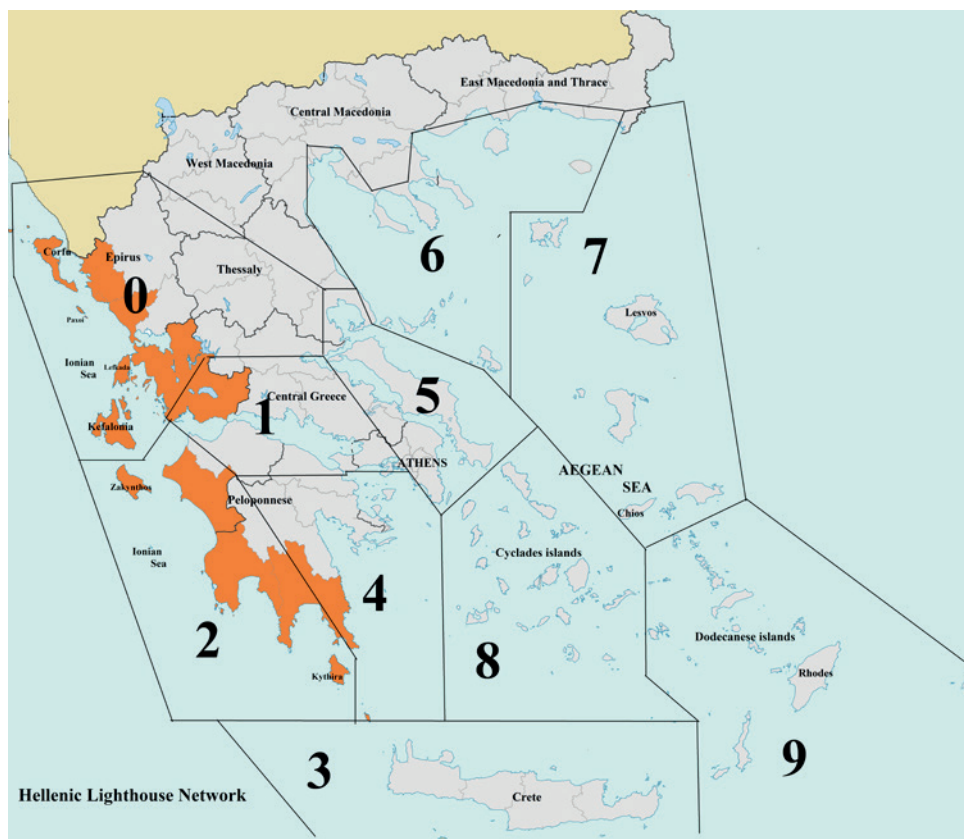 East Macedonia and Thrace
Central Macedonia
West Macedonia
Corfu
Epirus
0
Thessaly
6
7
Lesvos
Paxoi
Ionian
Sea
Lefkada
Kefalonia
1
Central Greece
5
ATHENS
AEGEAN
SEA
Chios
Zakynthos
Peloponnese
Ionian
Sea
2
4
Kythira
Cyclades islands
8
Dodecanese islands
Rhodes
9
3
Crete
Hellenic Lighthouse Network